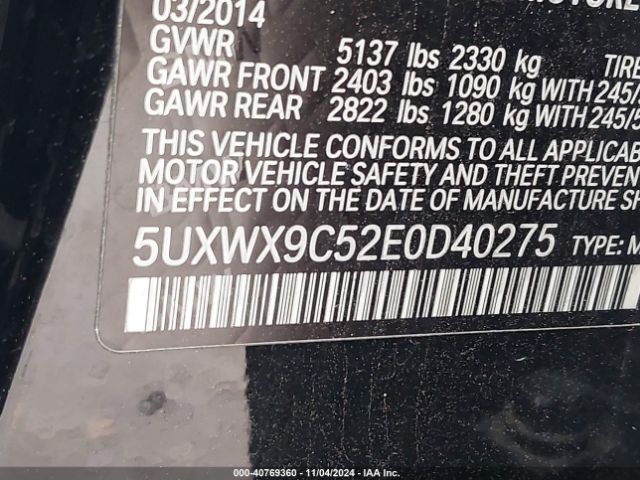 03/2014
GVWR 5137 lbs 2330 kg TIRE
GAWR FRONT 2403 lbs 1090 kg WITH 245/
GAWR REAR 2822 lbs 1280 kg WITH 245/
THIS VEHICLE CONFORMS TO ALL APPLICAB
MOTOR VEHICLE SAFETY AND THEFT PREVEN
IN EFFECT ON THE DATE OF MANUFACTURE SH
5UXWX9C52E0D40275 TYPE: M
000-40769360 - 11/04/2024 - IAA Inc.